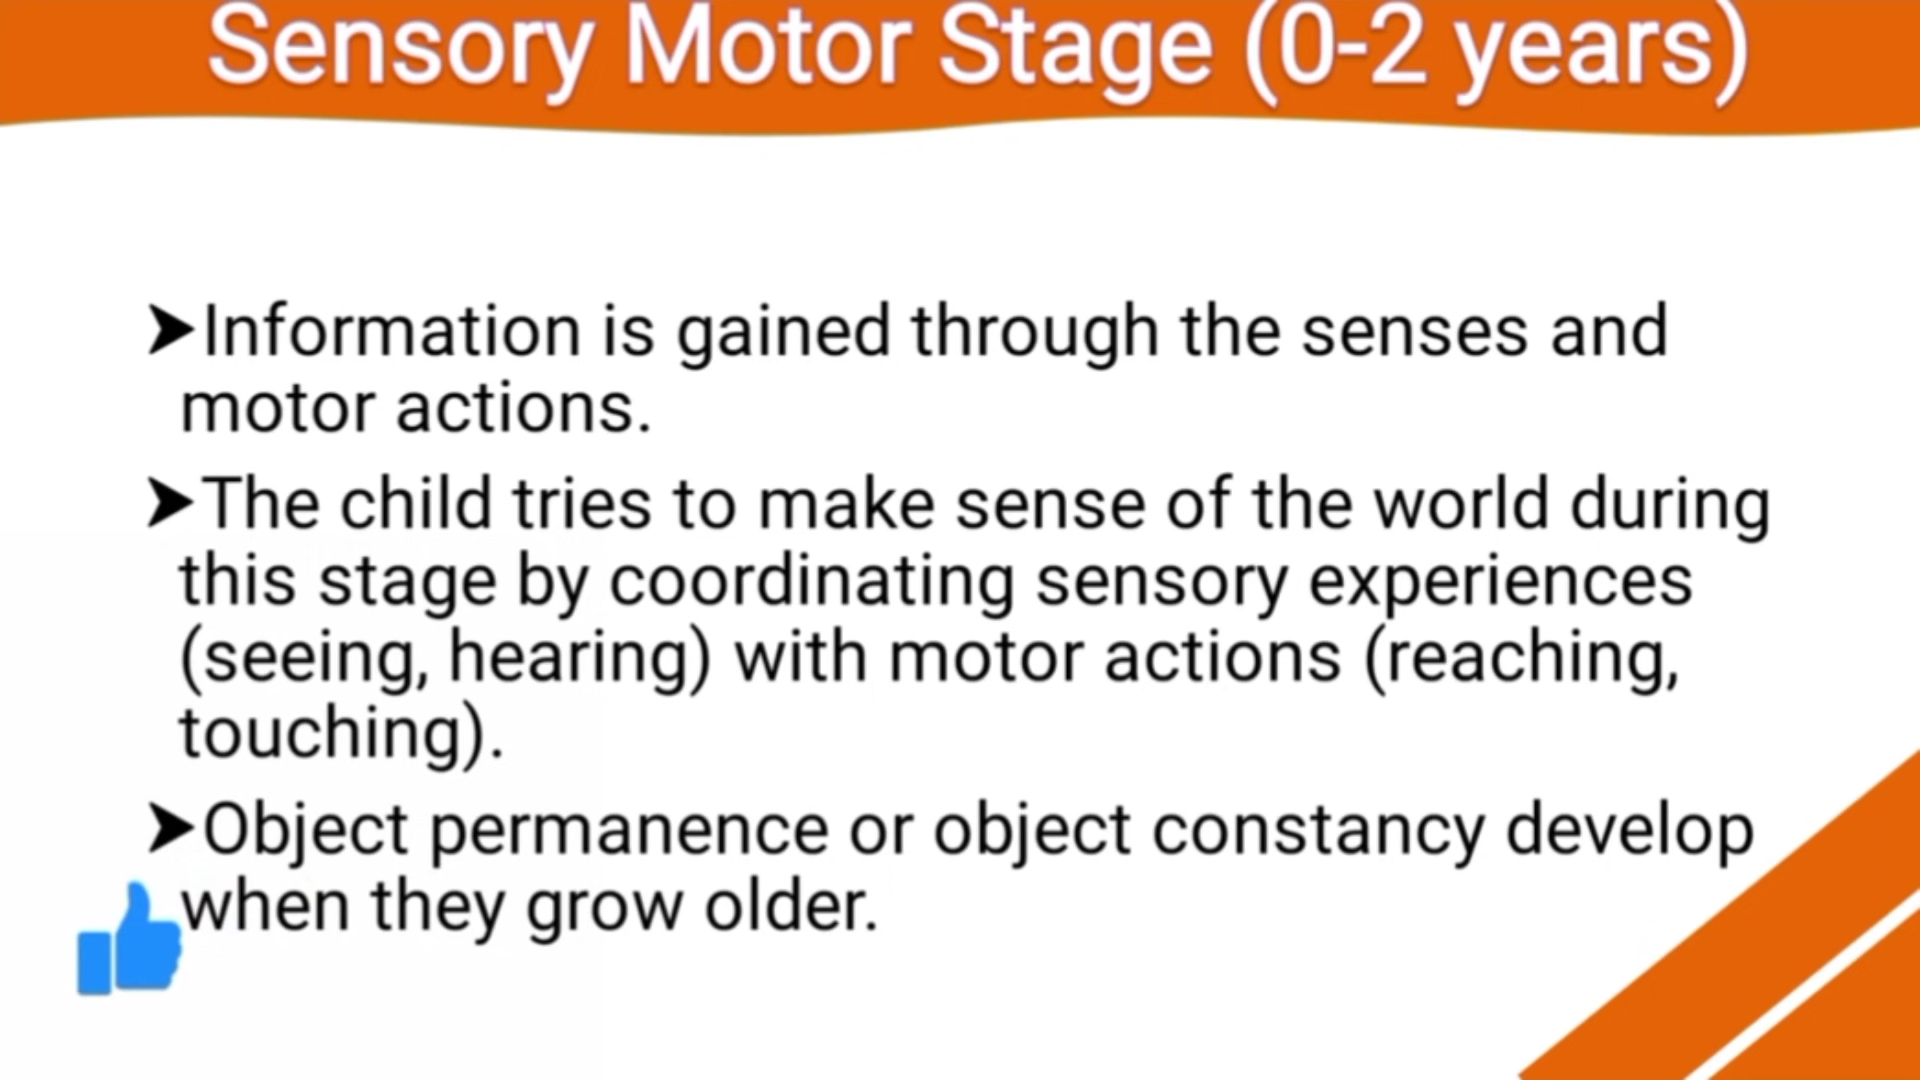 Sensory Motor Stage (0-2 years)
➤Information is gained through the senses and
motor actions.
➤The child tries to make sense of the world during
this stage by coordinating sensory experiences
(seeing, hearing) with motor actions (reaching,
touching).
➤Object permanence or object constancy develop
when they grow older.